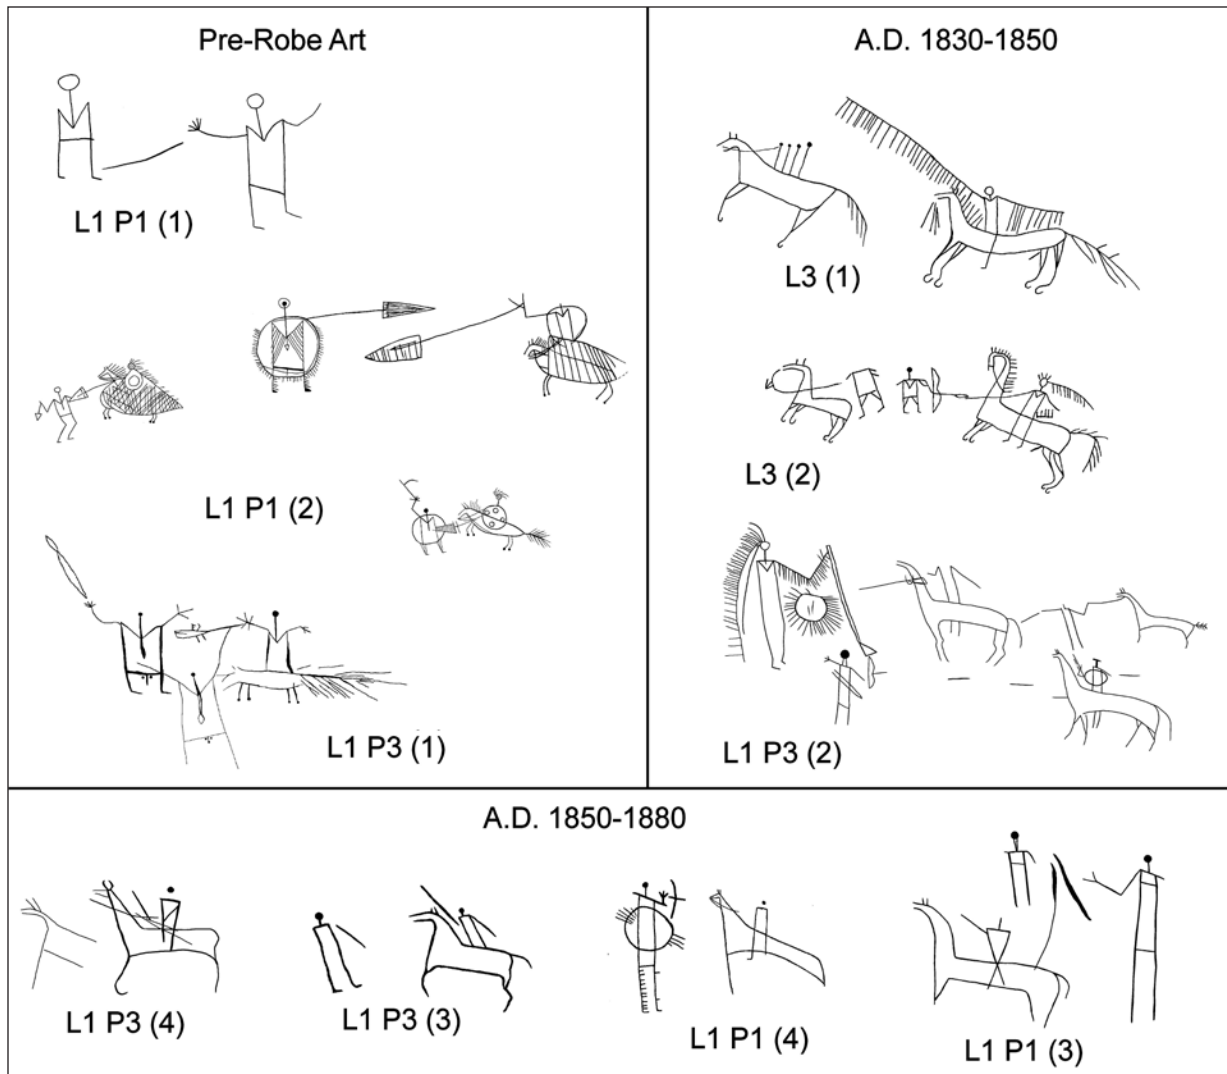 Pre-Robe Art
L1 P1 (1)
L1 P1 (2)
L1 P3 (1)
A.D. 1830-1850
L3 (1)
L3 (2)
L1 P3 (2)
A.D. 1850-1880
L1 P3 (4)
L1 P3 (3)
L1 P1 (4)
L1 P1 (3)